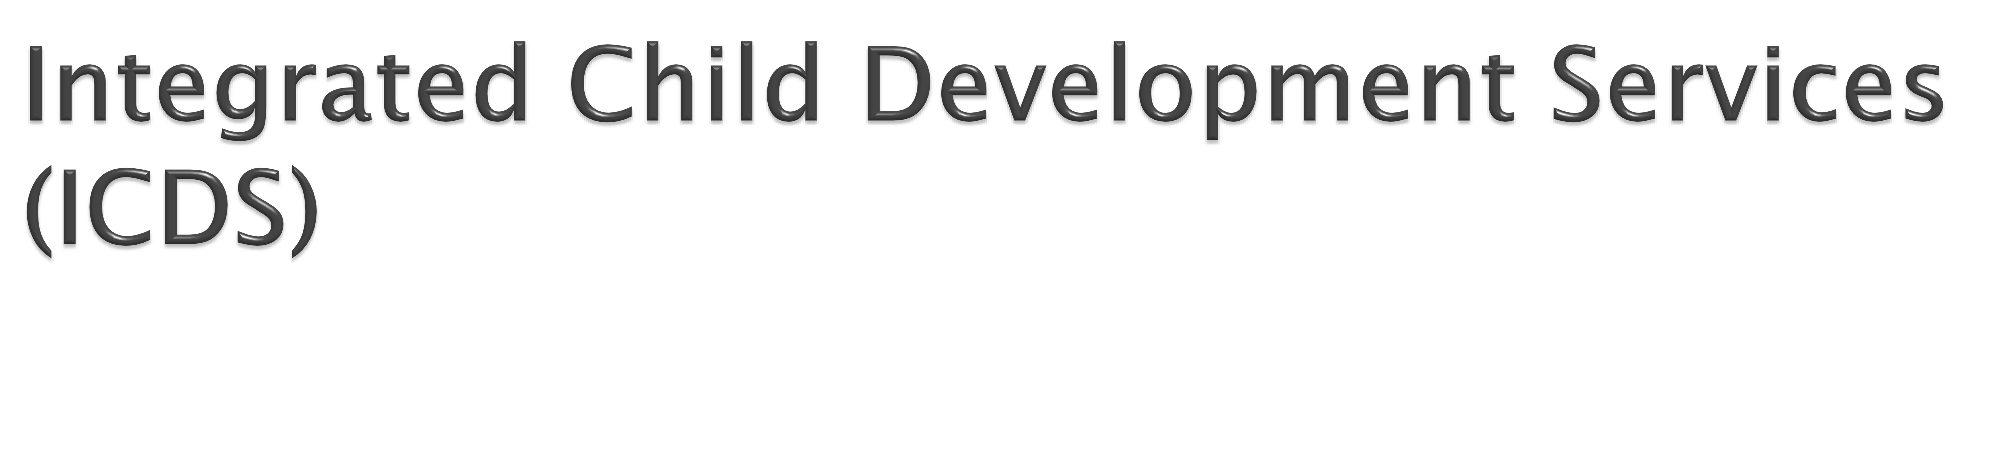 Integrated Child Development Services
(ICDS)